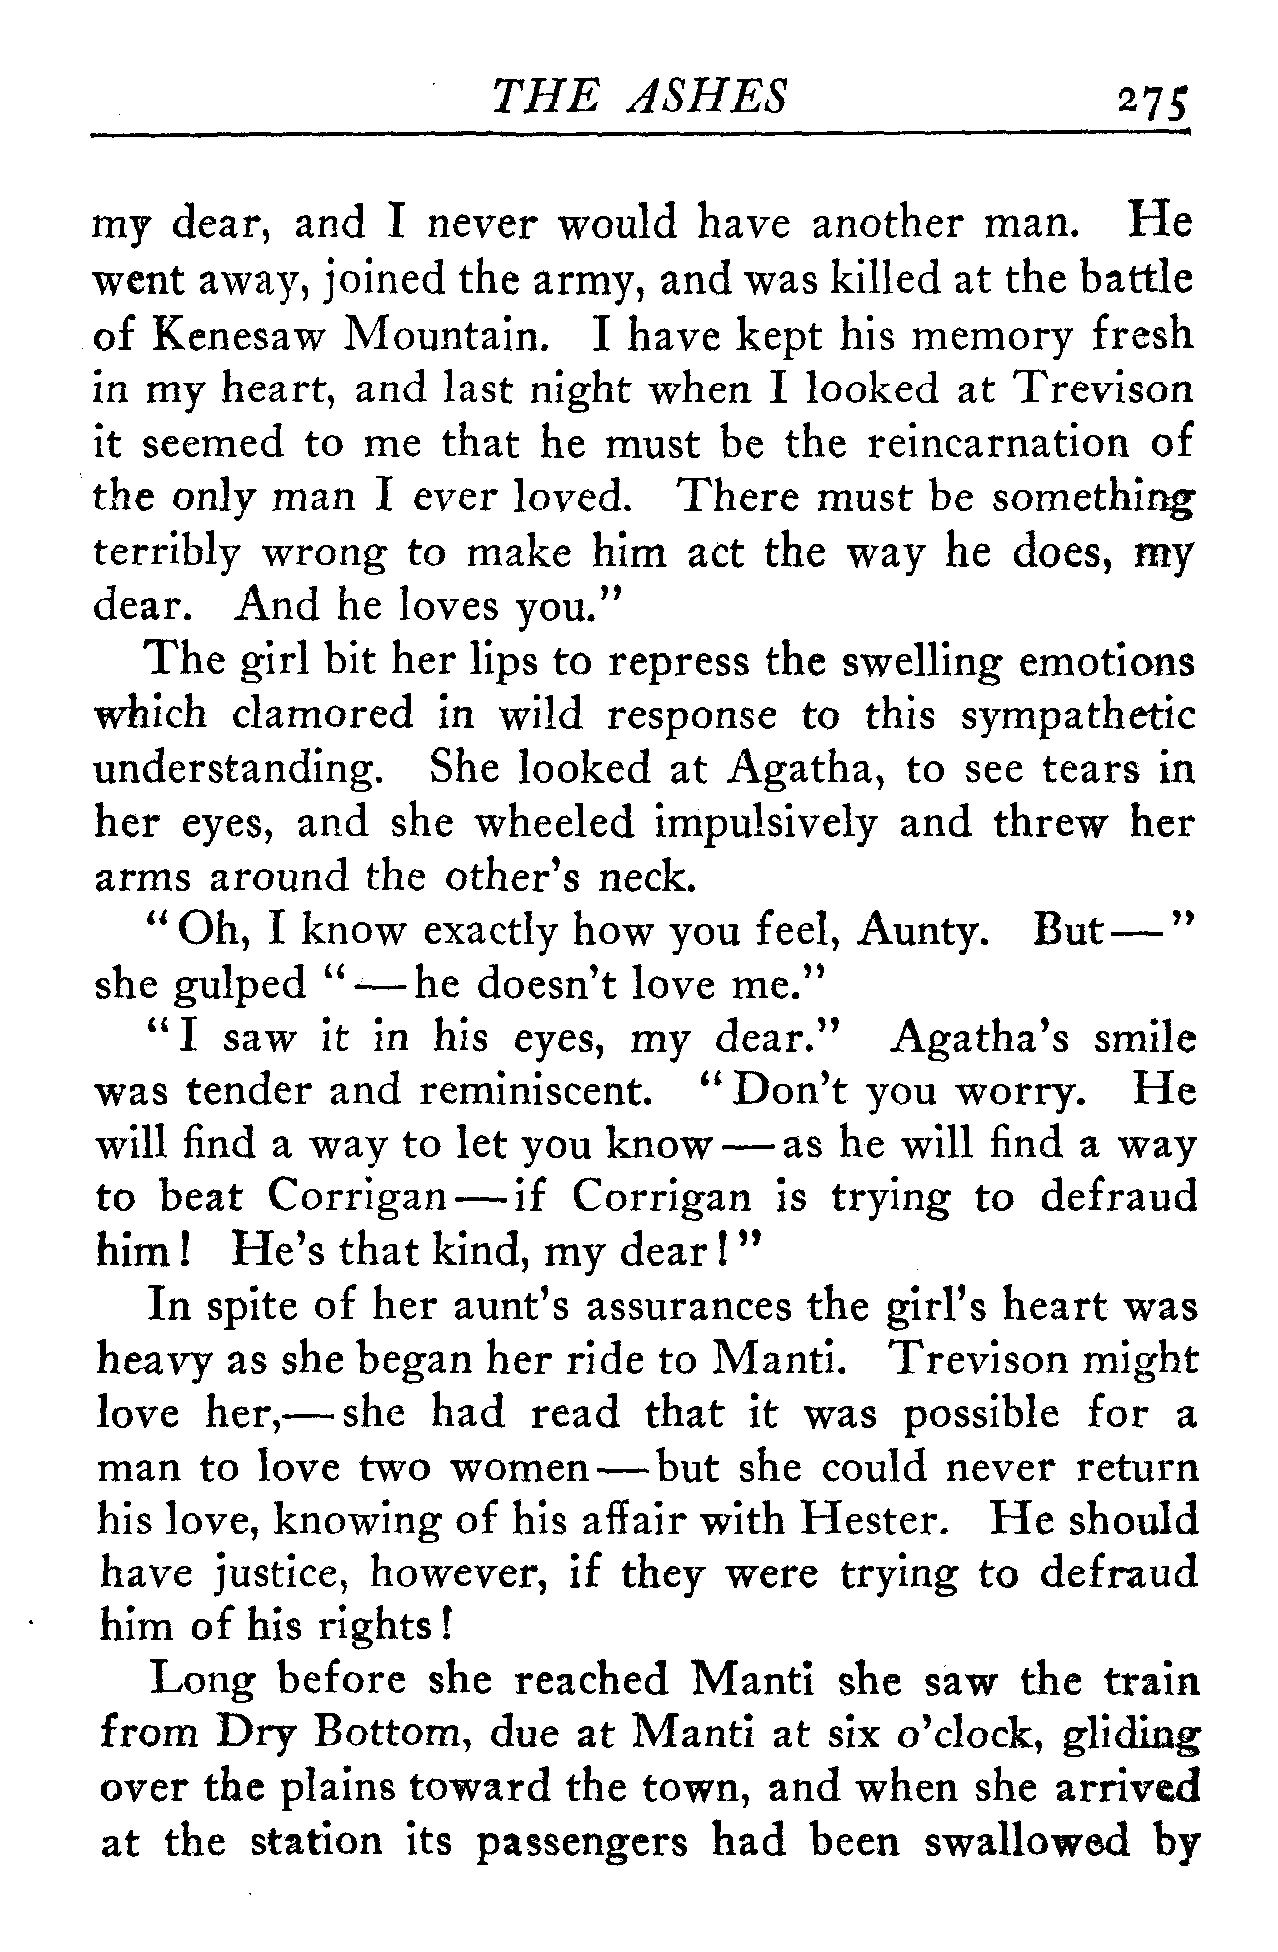 THE ASHES 275
my dear, and I never would have another man. He
went away, joined the army, and was killed at the battle
of Kenesaw Mountain. I have kept his memory fresh
in my heart, and last night when I looked at Trevison
it seemed to me that he must be the reincarnation of
the only man I ever loved. There must be something
terribly wrong to make him act the way he does, my
dear. And he loves you."
The girl bit her lips to repress the swelling emotions
which clamored in wild response to this sympathetic
understanding. She looked at Agatha, to see tears in
her eyes, and she wheeled impulsively and threw her
arms around the other's neck.
"Oh, I know exactly how you feel, Aunty. But—"
she gulped "—he doesn't love me."
"I saw it in his eyes, my dear." Agatha's smile
was tender and reminiscent. "Don't you worry. He
will find a way to let you know—as he will find a way
to beat Corrigan—if Corrigan is trying to defraud
him! He's that kind, my dear!"
In spite of her aunt's assurances the girl's heart was
heavy as she began her ride to Manti. Trevison might
love her,—she had read that it was possible for a
man to love two women—but she could never return
his love, knowing of his affair with Hester. He should
have justice, however, if they were trying to defraud
him of his rights!
Long before she reached Manti she saw the train
from Dry Bottom, due at Manti at six o'clock, gliding
over the plains toward the town, and when she arrived
at the station its passengers had been swallowed by